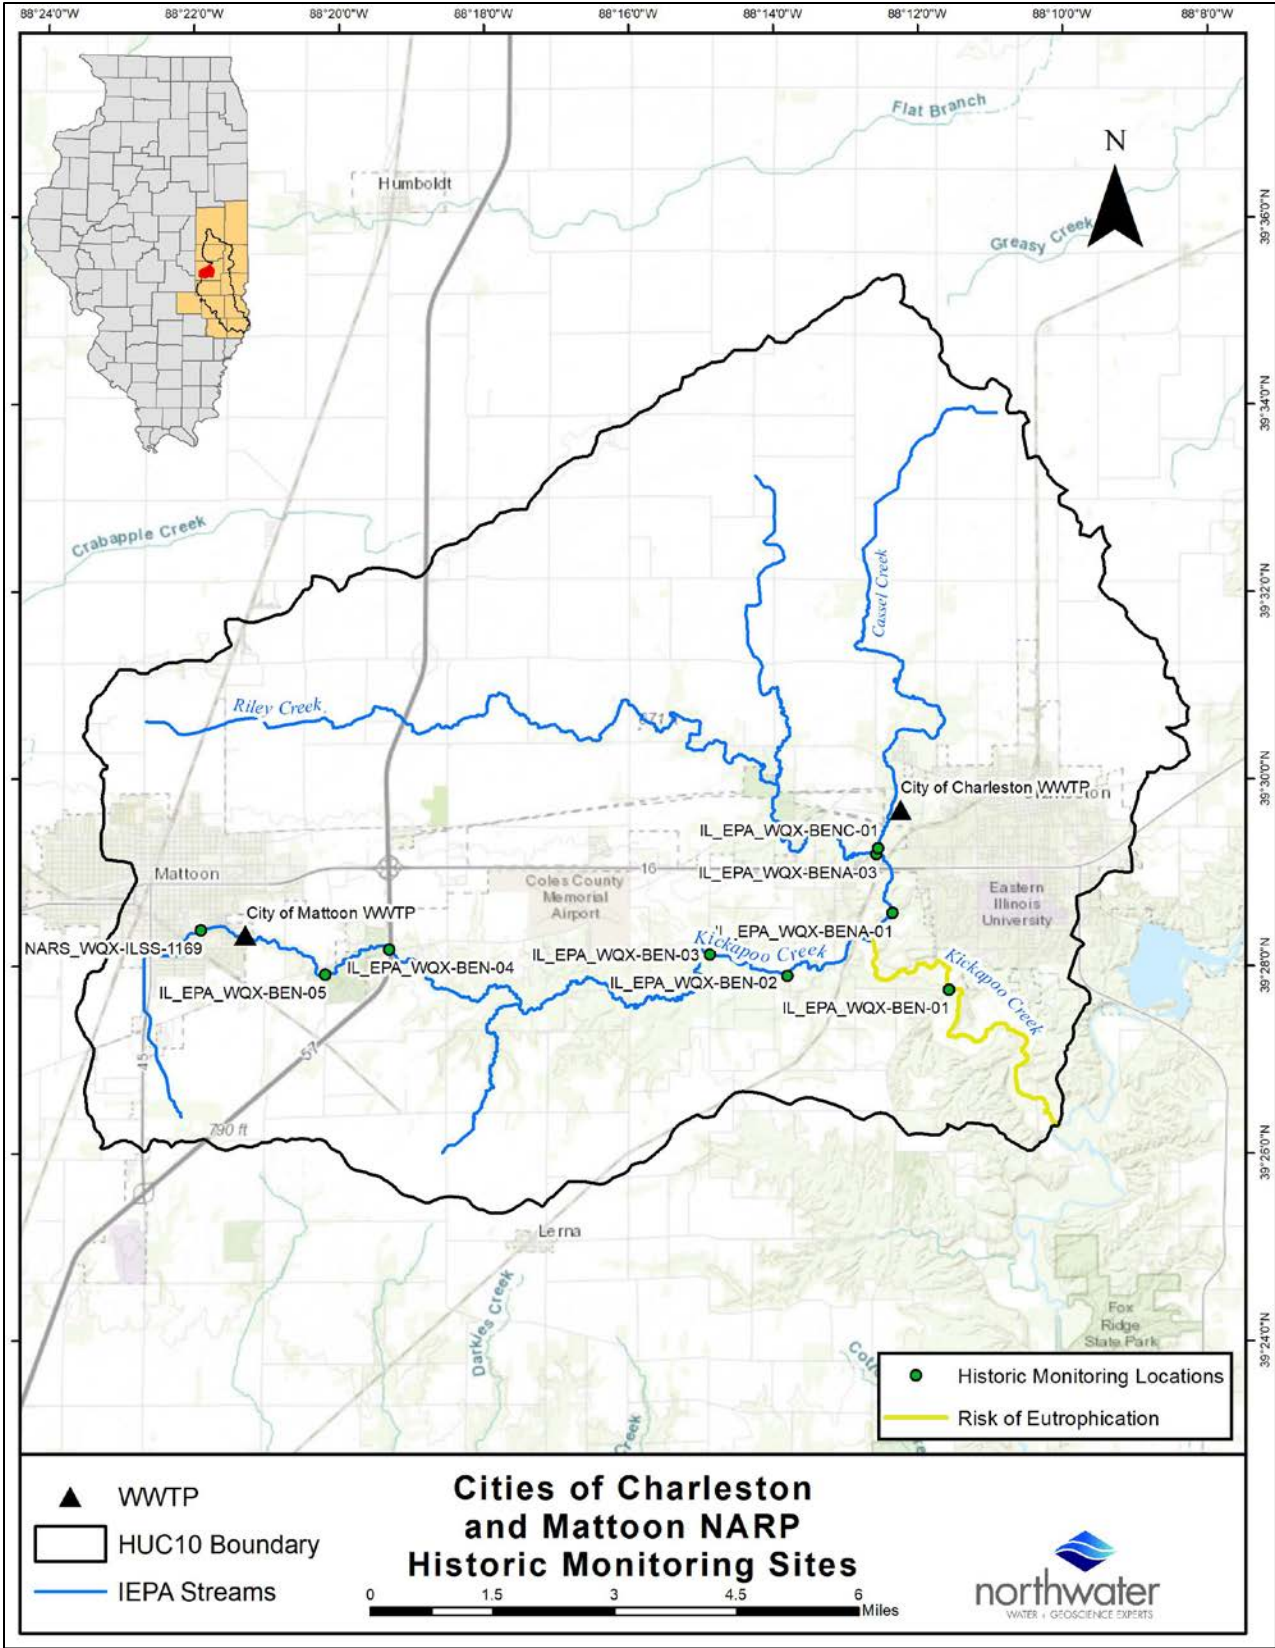 88°24'0"W
88°22'0"W
88°20'0"W
88°18'0"W
88°16'0"W
88°14'0"W
88°12'0"W
88°10'0"W
88°8'0"W
Flat Branch
N
Humboldt
39°36'0"N
Greasy Creek
39°34'0"N
Crabapple Creek
39°32'0"N
Cassel Creek
Riley Creek
39°30'0"N
City of Charleston WWTP
IL_EPA_WQX-BENC-01
16
IL_EPA_WQX-BENA-03
Mattoon
Coles County
Memorial
Airport
Eastern
Illinois
University
City of Mattoon WWTP
IL_EPA_WQX-BENA-01
NARS_WQX-ILSS-1169
Kickapoo Creek
IL_EPA_WQX-BEN-03
IL_EPA_WQX-BEN-04
39°28'0"N
Kickapoo Creek
IL_EPA_WQX-BEN-02
IL_EPA_WQX-BEN-05
IL_EPA_WQX-BEN-01
57
45
790 ft
39°26'0"N
Lerna
Darkies Creek
Fox
Ridge
State Park
39°24'0"N
Creek
Historic Monitoring Locations
Risk of Eutrophication
WWTP
HUC10 Boundary
IEPA Streams
Cities of Charleston
and Mattoon NARP
Historic Monitoring Sites
0 1.5 3 4.5 6
Miles
northwater
WATER + GEOSCIENCE EXPERTS